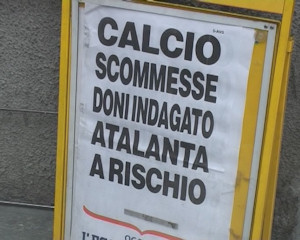 CALCIO
SCOMMESSE
DONI INDAGATO
ATALANTA
A RISCHIO